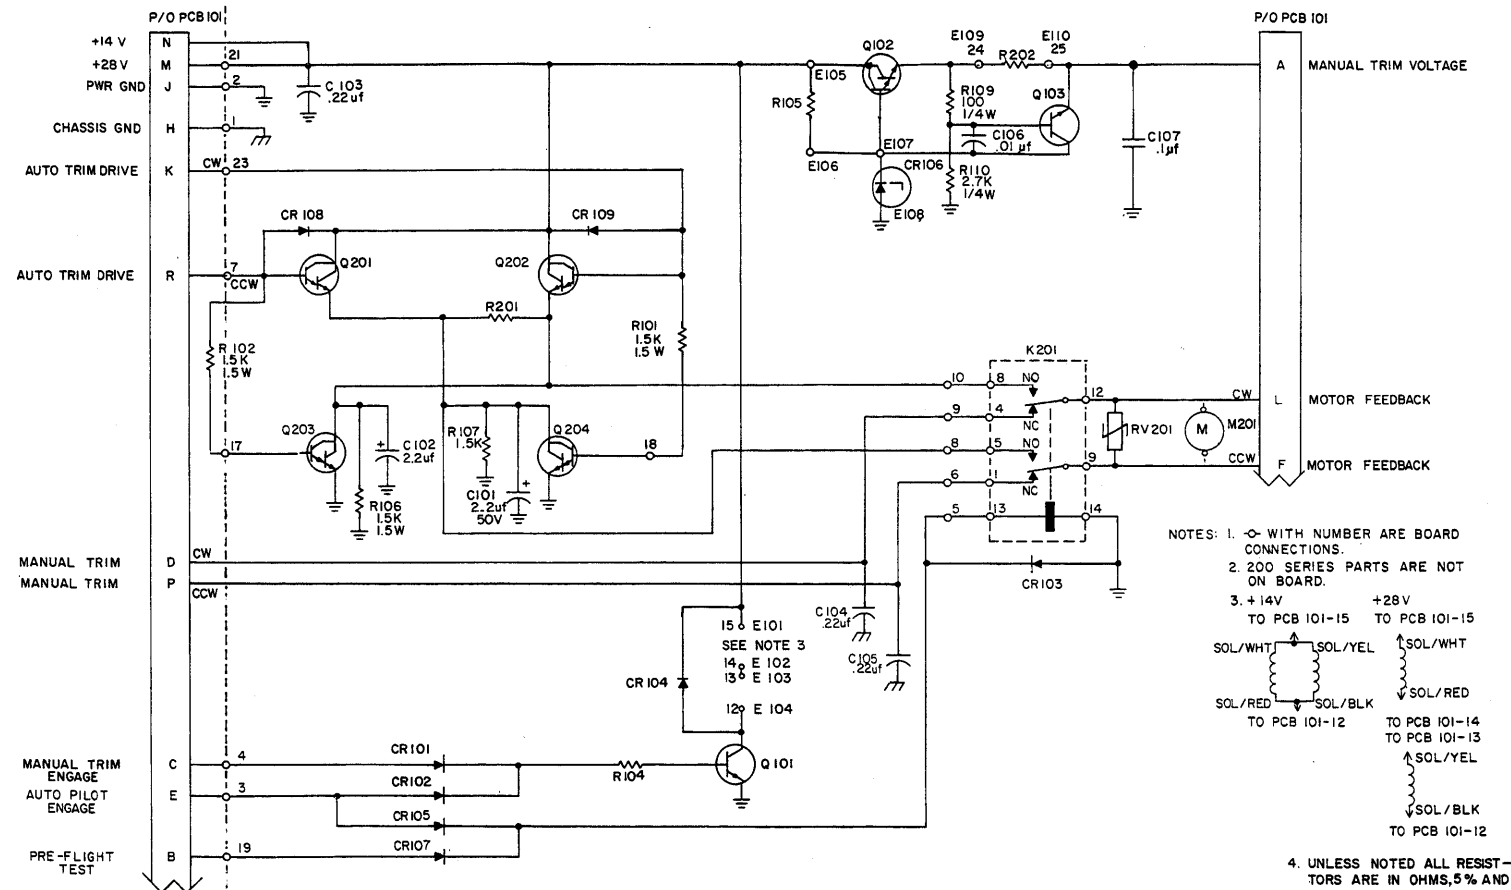 P/O PCB 101
P/O PCB 101
+14 V N
+28 V M 21
PWR GND J 2
C 103
.22uf
CHASSIS GND H 1
AUTO TRIM DRIVE K CW 23
E105
Q102
E109
24
R202
E110
25
A MANUAL TRIM VOLTAGE
R105
R109
100
1/4W
Q103
C106
.01 µf
C107
.1µf
E106
E107
CR106
R110
2.7K
1/4W
E108
CR 108
CR 109
AUTO TRIM DRIVE R 7
CCW
Q201
Q202
R201
R 102
1.5K
1.5W
R101
1.5K
1.5W
K201
10 8 NO
12 CW L MOTOR FEEDBACK
9 4
NC
RV201
M
M201
8 5 NO
9 CCW F MOTOR FEEDBACK
6 1
NC
5 13 14
CR103
17
Q203
C102
2.2uf
R107
1.5K
Q204
18
R106
1.5K
1.5W
C101
2.2uf
50V
MANUAL TRIM D CW
MANUAL TRIM P CCW
C104
.22uf
C105
.22uf
15 E101
SEE NOTE 3
14 E 102
13 E 103
CR 104
12 E 104
MANUAL TRIM
ENGAGE
C 4
CR101
R104
Q101
AUTO PILOT
ENGAGE
E 3
CR102
CR105
PRE-FLIGHT
TEST
B 19
CR107
NOTES: 1. -O- WITH NUMBER ARE BOARD
CONNECTIONS.
2. 200 SERIES PARTS ARE NOT
ON BOARD.
3. +14V +28V
TO PCB 101-15 TO PCB 101-15
SOL/WHT SOL/YEL SOL/WHT
SOL/RED SOL/BLK SOL/RED
TO PCB 101-12 TO PCB 101-14
TO PCB 101-13
SOL/YEL
SOL/BLK
TO PCB 101-12
4. UNLESS NOTED ALL RESIST-
TORS ARE IN OHMS,5% AND